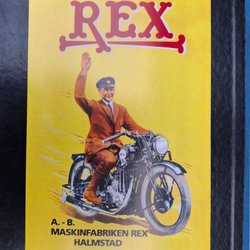 REX
A.-B.
MASKINFABRIKEN REX
HALMSTAD